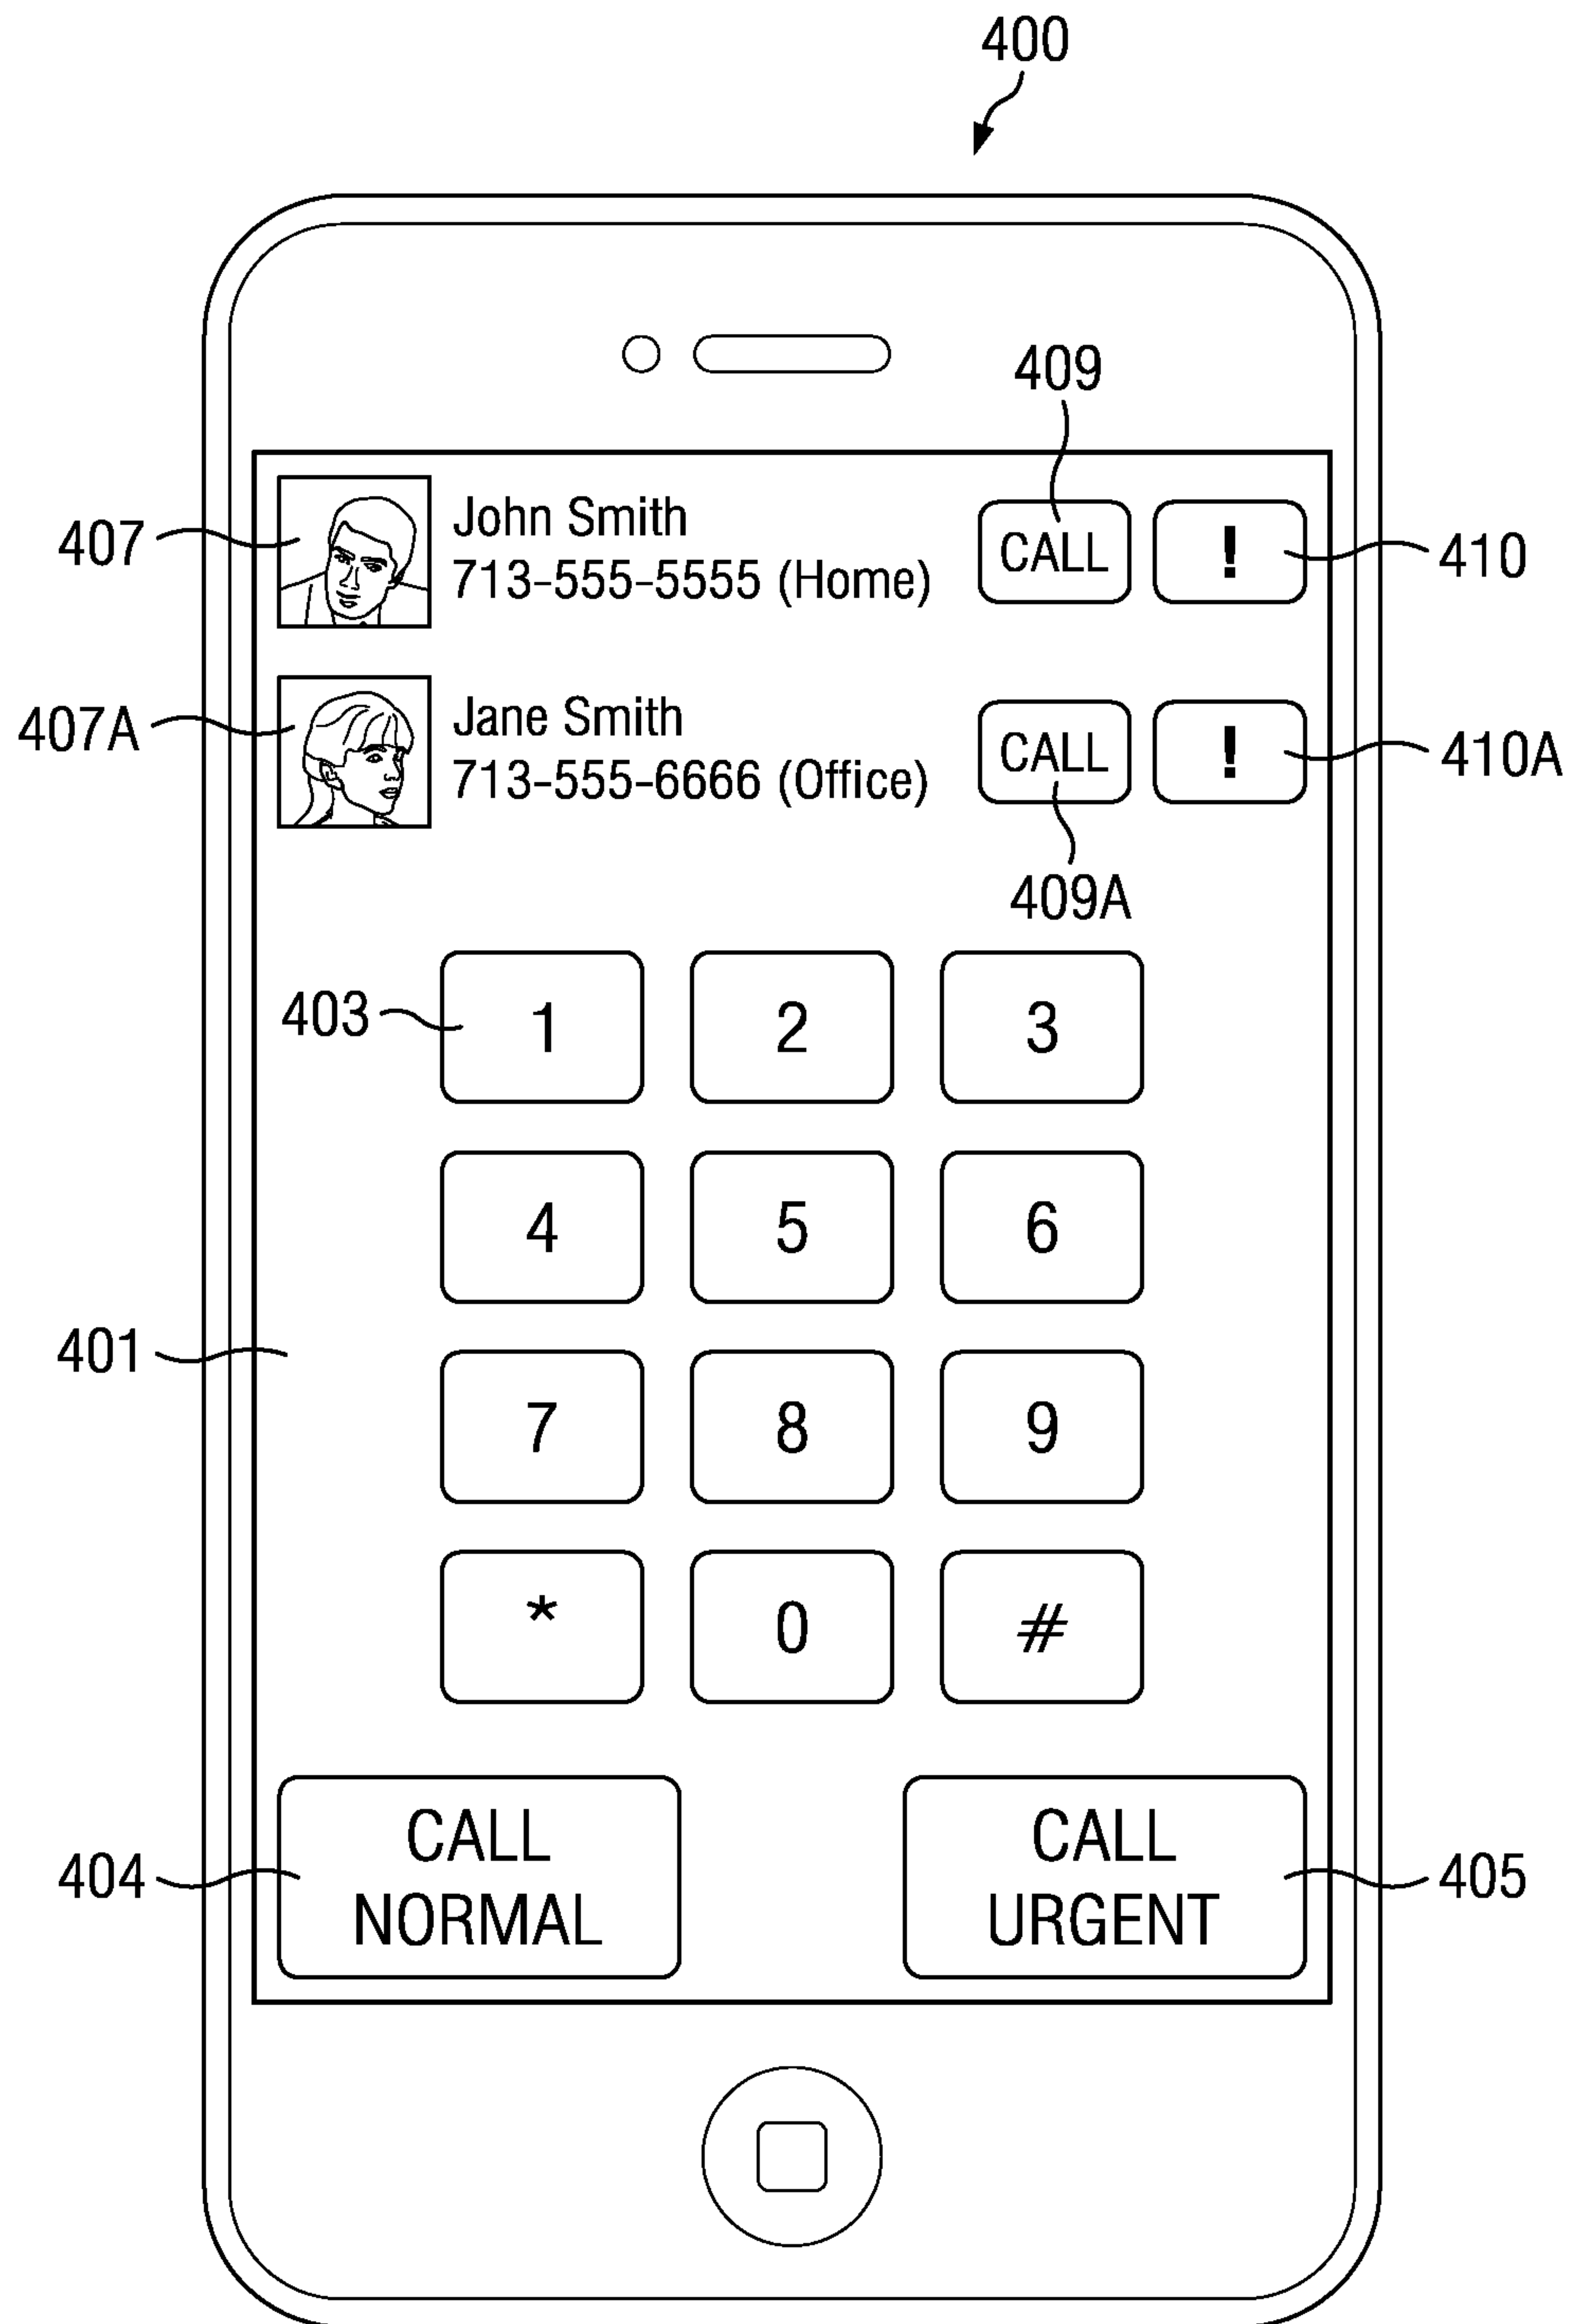 400
409
407
John Smith
713-555-5555 (Home)
CALL
!
410
407A
Jane Smith
713-555-6666 (Office)
CALL
!
410A
409A
403
1 2 3
4 5 6
401
7 8 9
* 0 #
404
CALL
NORMAL
CALL
URGENT
405